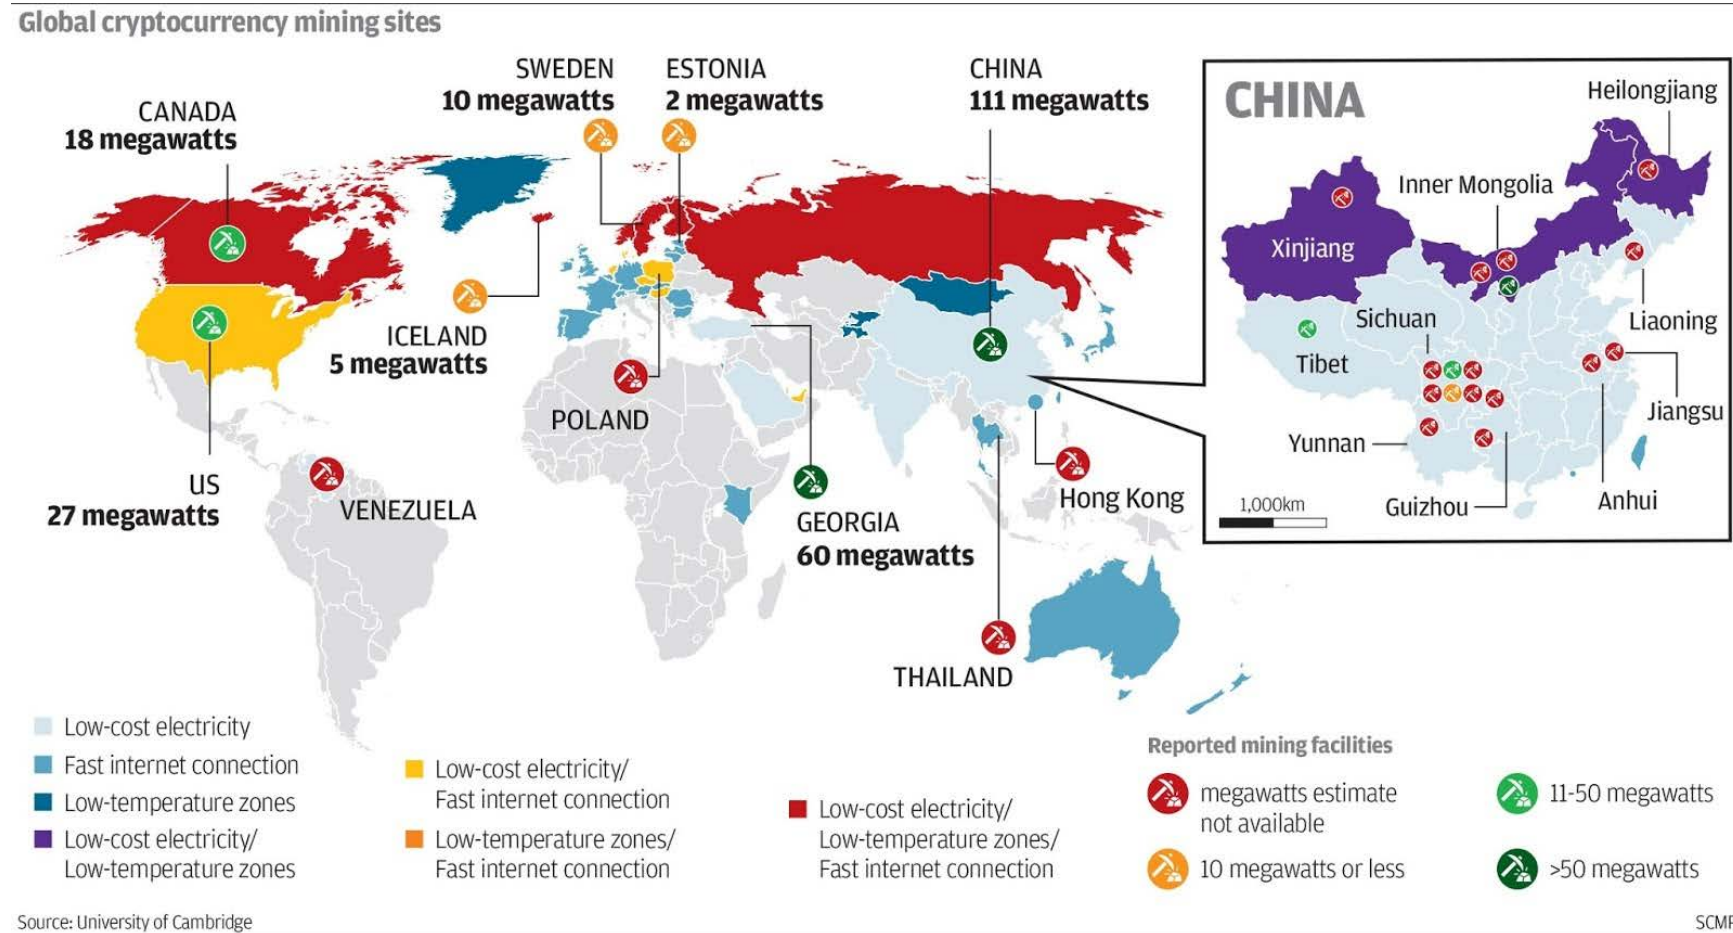 Global cryptocurrency mining sites
CANADA
18 megawatts
SWEDEN
10 megawatts
ESTONIA
2 megawatts
CHINA
111 megawatts
ICELAND
5 megawatts
POLAND
US
27 megawatts
VENEZUELA
GEORGIA
60 megawatts
Hong Kong
THAILAND
CHINA
Heilongjiang
Inner Mongolia
Xinjiang
Sichuan
Liaoning
Tibet
Jiangsu
Yunnan
Guizhou
Anhui
1,000km
Low-cost electricity
Fast internet connection
Low-temperature zones
Low-cost electricity/
Low-temperature zones
Low-cost electricity/
Fast internet connection
Low-temperature zones/
Fast internet connection
Low-cost electricity/
Low-temperature zones/
Fast internet connection
Reported mining facilities
megawatts estimate
not available
10 megawatts or less
11-50 megawatts
>50 megawatts
Source: University of Cambridge
SCMP